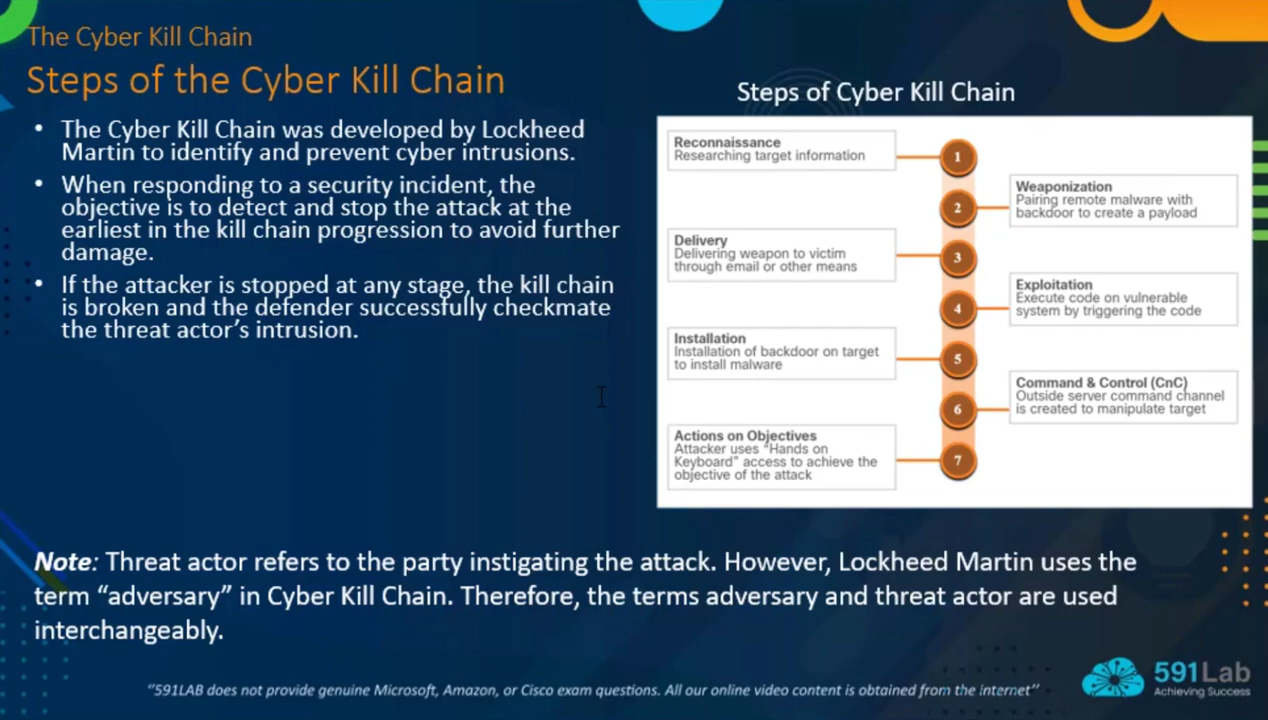 The Cyber Kill Chain
Steps of the Cyber Kill Chain
• The Cyber Kill Chain was developed by Lockheed
Martin to identify and prevent cyber intrusions.
• When responding to a security incident, the
objective is to detect and stop the attack at the
earliest in the kill chain progression to avoid further
damage.
• If the attacker is stopped at any stage, the kill chain
is broken and the defender successfully checkmate
the threat actor’s intrusion.
Steps of Cyber Kill Chain
Reconnaissance
Researching target information
1
Weaponization
Pairing remote malware with
backdoor to create a payload
2
Delivery
Delivering weapon to victim
through email or other means
3
Exploitation
Execute code on vulnerable
system by triggering the code
4
Installation
Installation of backdoor on target
to install malware
5
Command & Control (CnC)
Outside server command channel
is created to manipulate target
6
Actions on Objectives
Attacker uses "Hands on
Keyboard" access to achieve the
objective of the attack
7
Note: Threat actor refers to the party instigating the attack. However, Lockheed Martin uses the
term “adversary” in Cyber Kill Chain. Therefore, the terms adversary and threat actor are used
interchangeably.
"591LAB does not provide genuine Microsoft, Amazon, or Cisco exam questions. All our online video content is obtained from the internet"
591Lab
Achieving Success